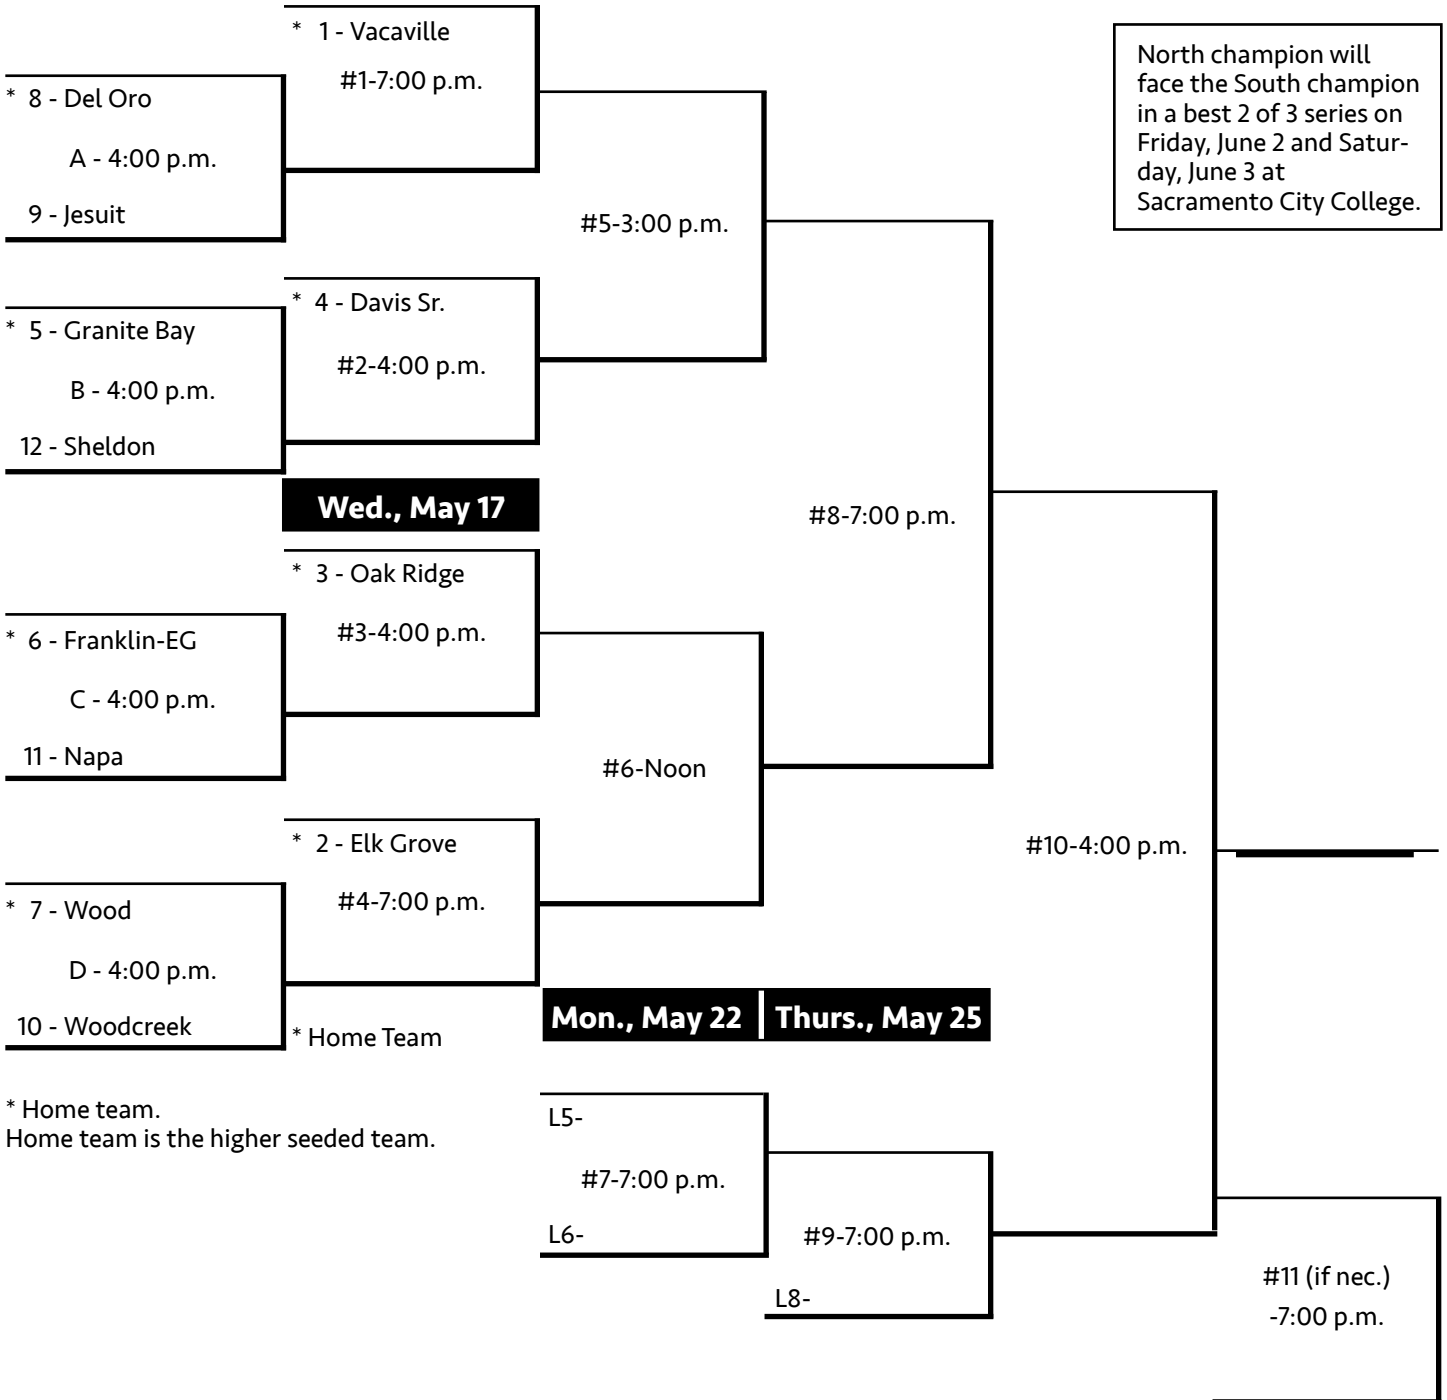 * 8 - Del Oro
A - 4:00 p.m.
9 - Jesuit
* 5 - Granite Bay
B - 4:00 p.m.
12 - Sheldon
* 6 - Franklin-EG
C - 4:00 p.m.
11 - Napa
* 7 - Wood
D - 4:00 p.m.
10 - Woodcreek
* Home team.
Home team is the higher seeded team.
* 1 - Vacaville
#1-7:00 p.m.
* 4 - Davis Sr.
#2-4:00 p.m.
Wed., May 17
* 3 - Oak Ridge
#3-4:00 p.m.
* 2 - Elk Grove
#4-7:00 p.m.
* Home Team
#5-3:00 p.m.
#6-Noon
Mon., May 22
L5-
#7-7:00 p.m.
L6-
#8-7:00 p.m.
Thurs., May 25
#9-7:00 p.m.
L8-
#10-4:00 p.m.
#11 (if nec.)
-7:00 p.m.
North champion will
face the South champion
in a best 2 of 3 series on
Friday, June 2 and Satur-
day, June 3 at
Sacramento City College.